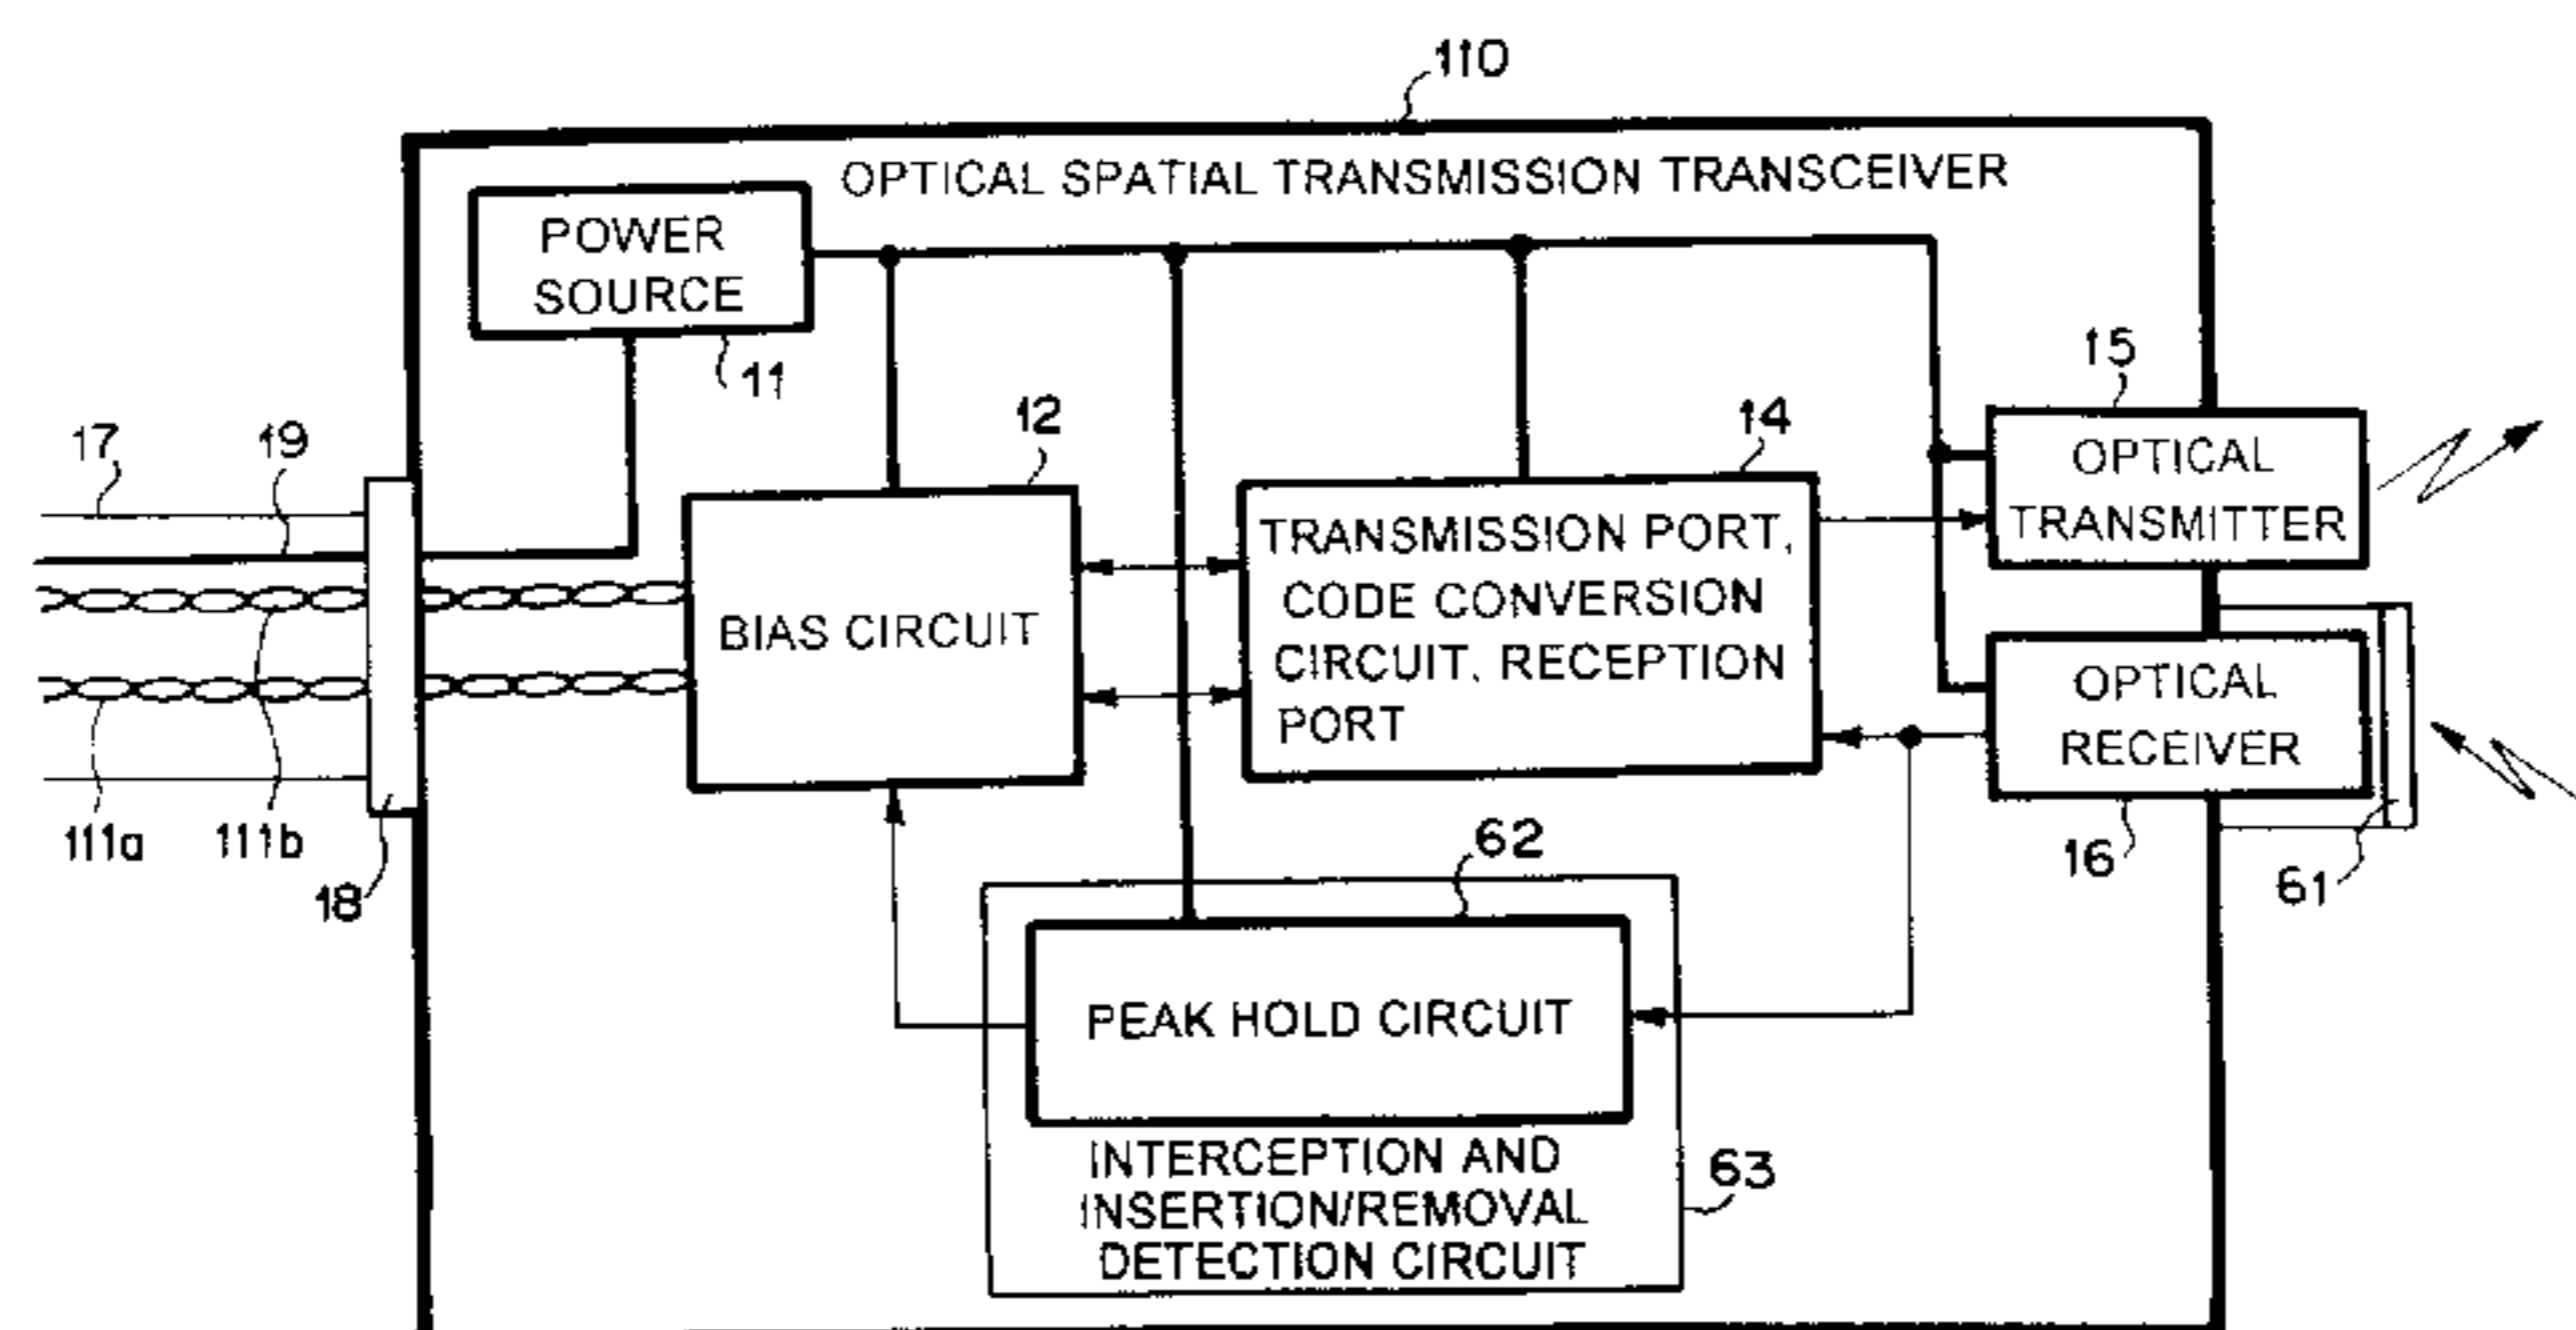 110
OPTICAL SPATIAL TRANSMISSION TRANSCEIVER
POWER
SOURCE
11
15
12
14
17
19
OPTICAL
TRANSMITTER
TRANSMISSION PORT,
CODE CONVERSION
CIRCUIT, RECEPTION
PORT
BIAS CIRCUIT
OPTICAL
RECEIVER
111a
111b
18
62
16
61
PEAK HOLD CIRCUIT
INTERCEPTION AND
INSERTION/REMOVAL
DETECTION CIRCUIT
63